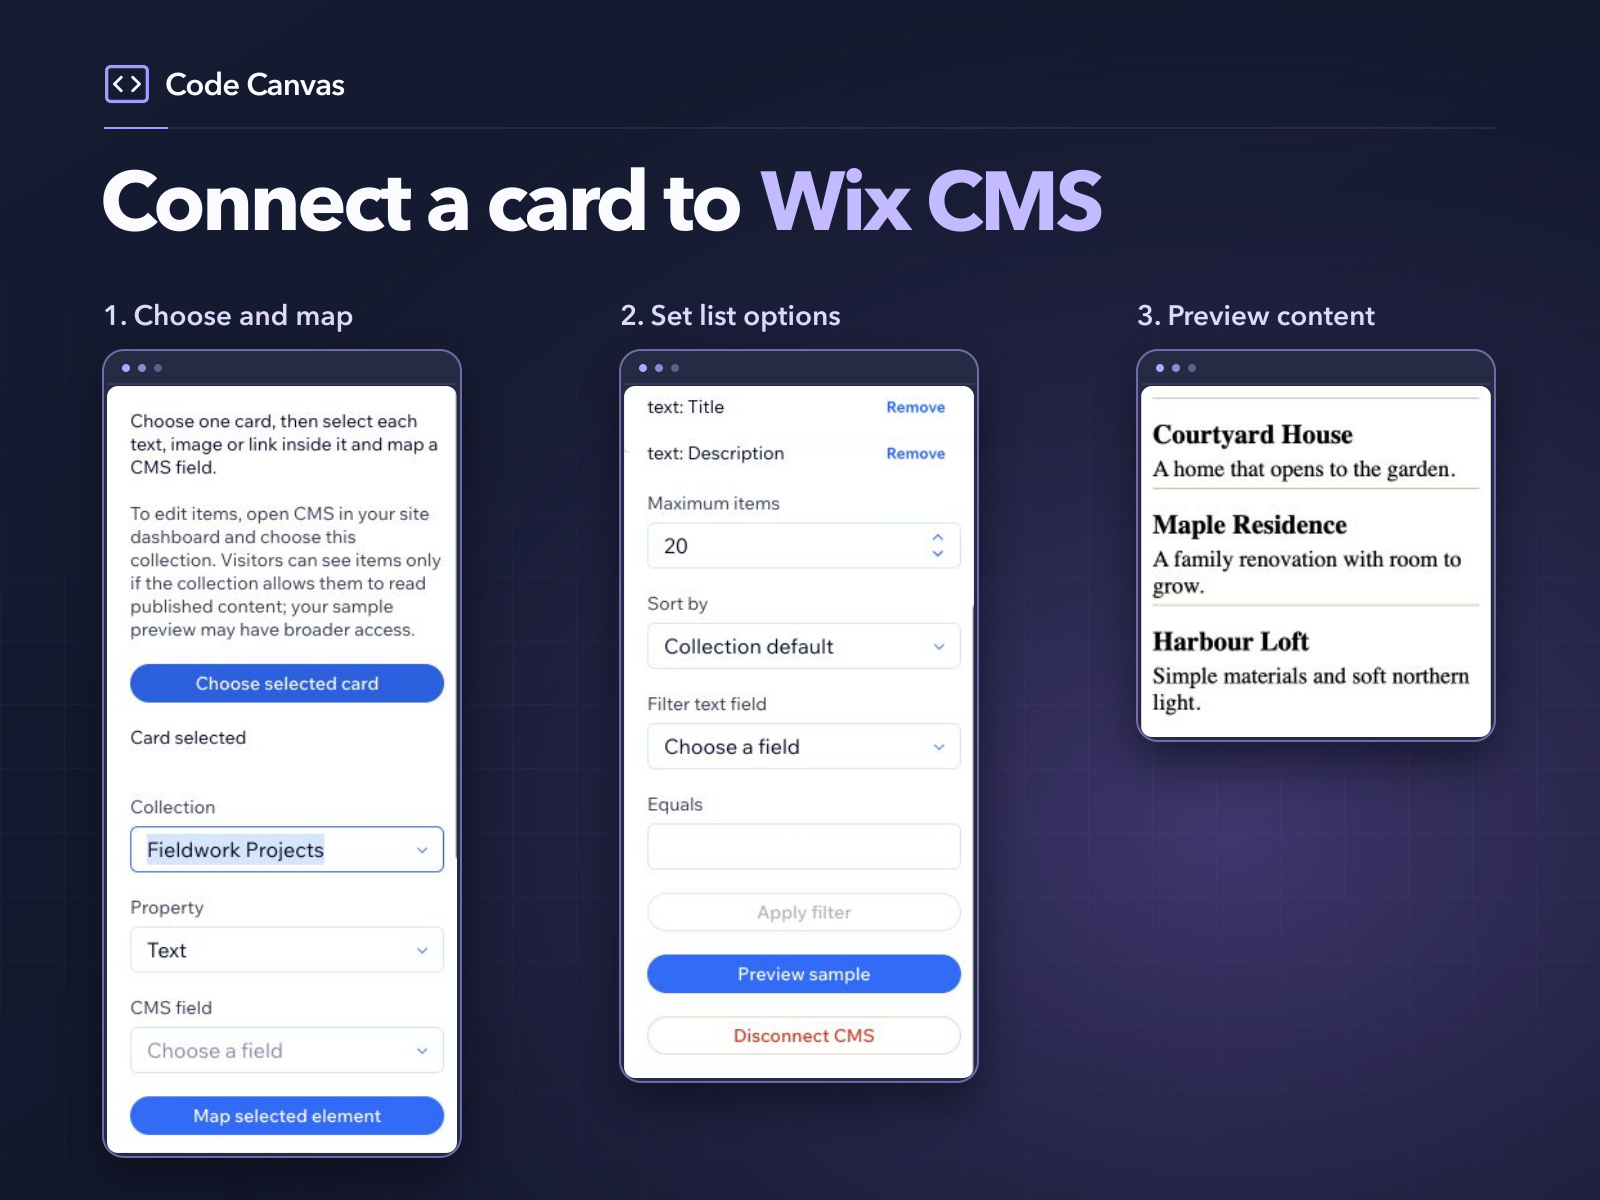 Code Canvas
Connect a card to Wix CMS
1. Choose and map
Choose one card, then select each
text, image or link inside it and map a
CMS field.
To edit items, open CMS in your site
dashboard and choose this
collection. Visitors can see items only
if the collection allows them to read
published content; your sample
preview may have broader access.
Choose selected card
Card selected
Collection
Fieldwork Projects
Property
Text
CMS field
Choose a field
Map selected element
2. Set list options
text: Title Remove
text: Description Remove
Maximum items
20
Sort by
Collection default
Filter text field
Choose a field
Equals
Apply filter
Preview sample
Disconnect CMS
3. Preview content
Courtyard House
A home that opens to the garden.
Maple Residence
A family renovation with room to
grow.
Harbour Loft
Simple materials and soft northern
light.